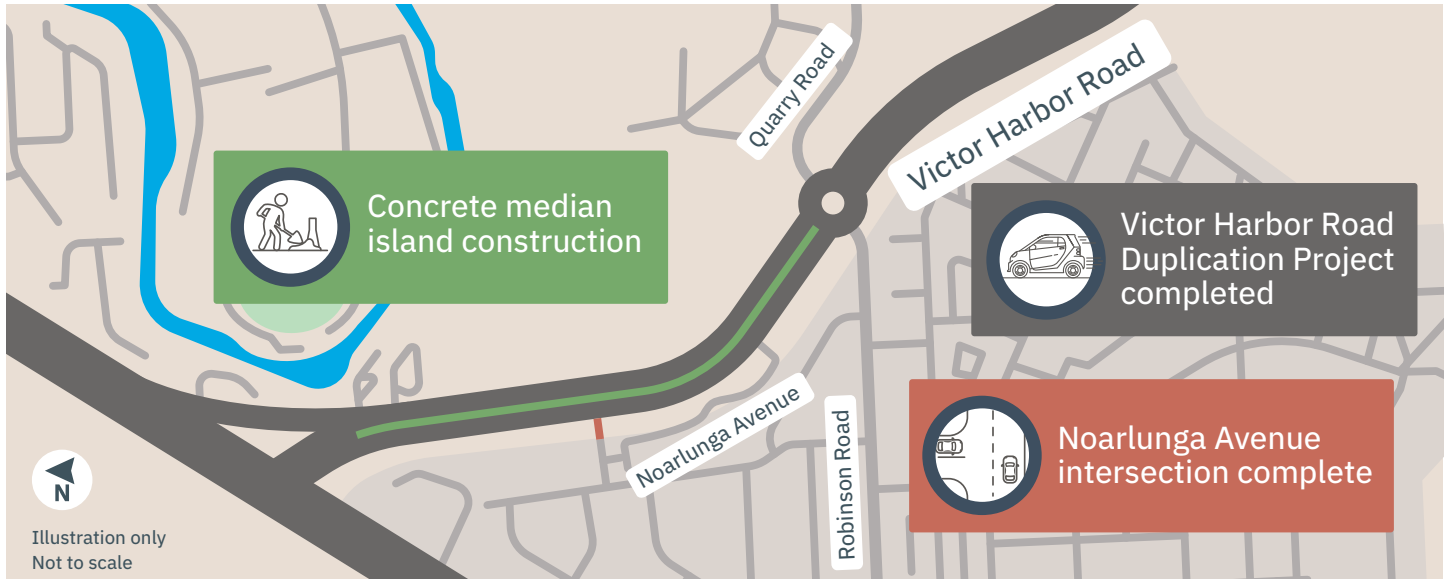 Quarry Road
Victor Harbor Road
Concrete median
island construction
Victor Harbor Road
Duplication Project
completed
Noarlunga Avenue
Robinson Road
Noarlunga Avenue
intersection complete
N
Illustration only
Not to scale